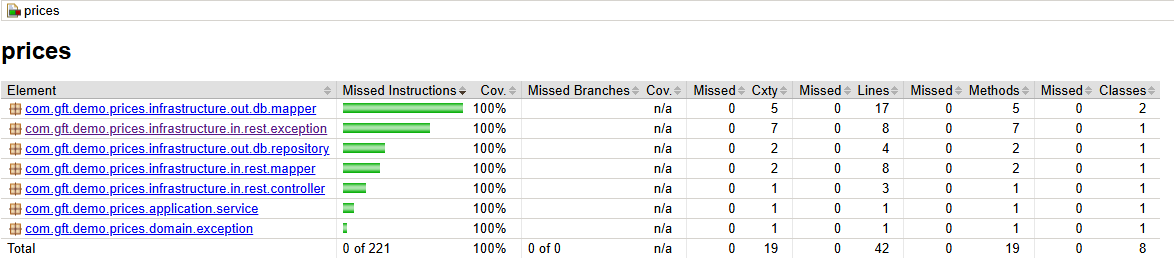 prices
prices
Element Missed Instructions Cov. Missed Branches Cov. Missed Cxty Missed Lines Missed Methods Missed Classes
com.gft.demo.prices.infrastructure.out.db.mapper 100% n/a 0 5 0 17 0 5 0 2
com.gft.demo.prices.infrastructure.in.rest.exception 100% n/a 0 7 0 8 0 7 0 1
com.gft.demo.prices.infrastructure.out.db.repository 100% n/a 0 2 0 4 0 2 0 1
com.gft.demo.prices.infrastructure.in.rest.mapper 100% n/a 0 2 0 8 0 2 0 1
com.gft.demo.prices.infrastructure.in.rest.controller 100% n/a 0 1 0 3 0 1 0 1
com.gft.demo.prices.application.service 100% n/a 0 1 0 1 0 1 0 1
com.gft.demo.prices.domain.exception 100% n/a 0 1 0 1 0 1 0 1
Total 0 of 221 100% 0 of 0 n/a 0 19 0 42 0 19 0 8